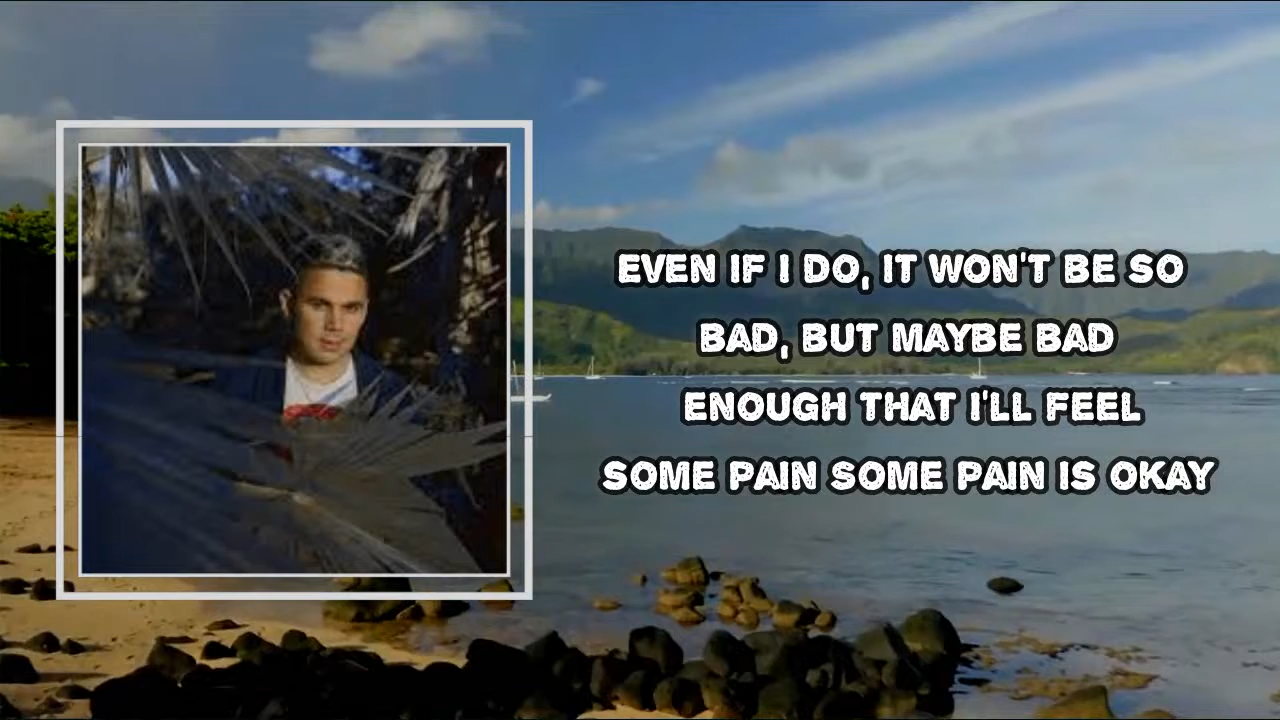 EVEN IF I DO, IT WON'T BE SO
BAD, BUT MAYBE BAD
ENOUGH THAT I'LL FEEL
SOME PAIN SOME PAIN IS OKAY